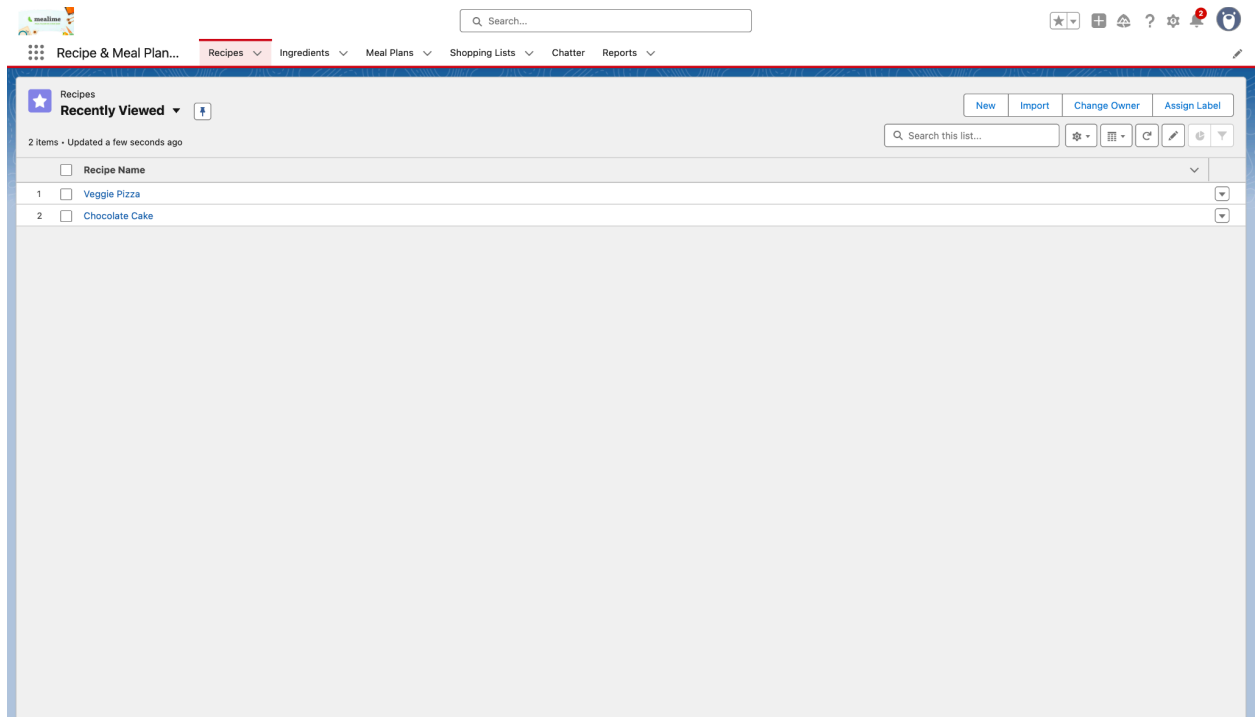 mealime
Search...
2
Recipe & Meal Plan...
Recipes
Ingredients
Meal Plans
Shopping Lists
Chatter
Reports
Recipes
Recently Viewed
New
Import
Change Owner
Assign Label
2 items • Updated a few seconds ago
Search this list...
Recipe Name
1 Veggie Pizza
2 Chocolate Cake